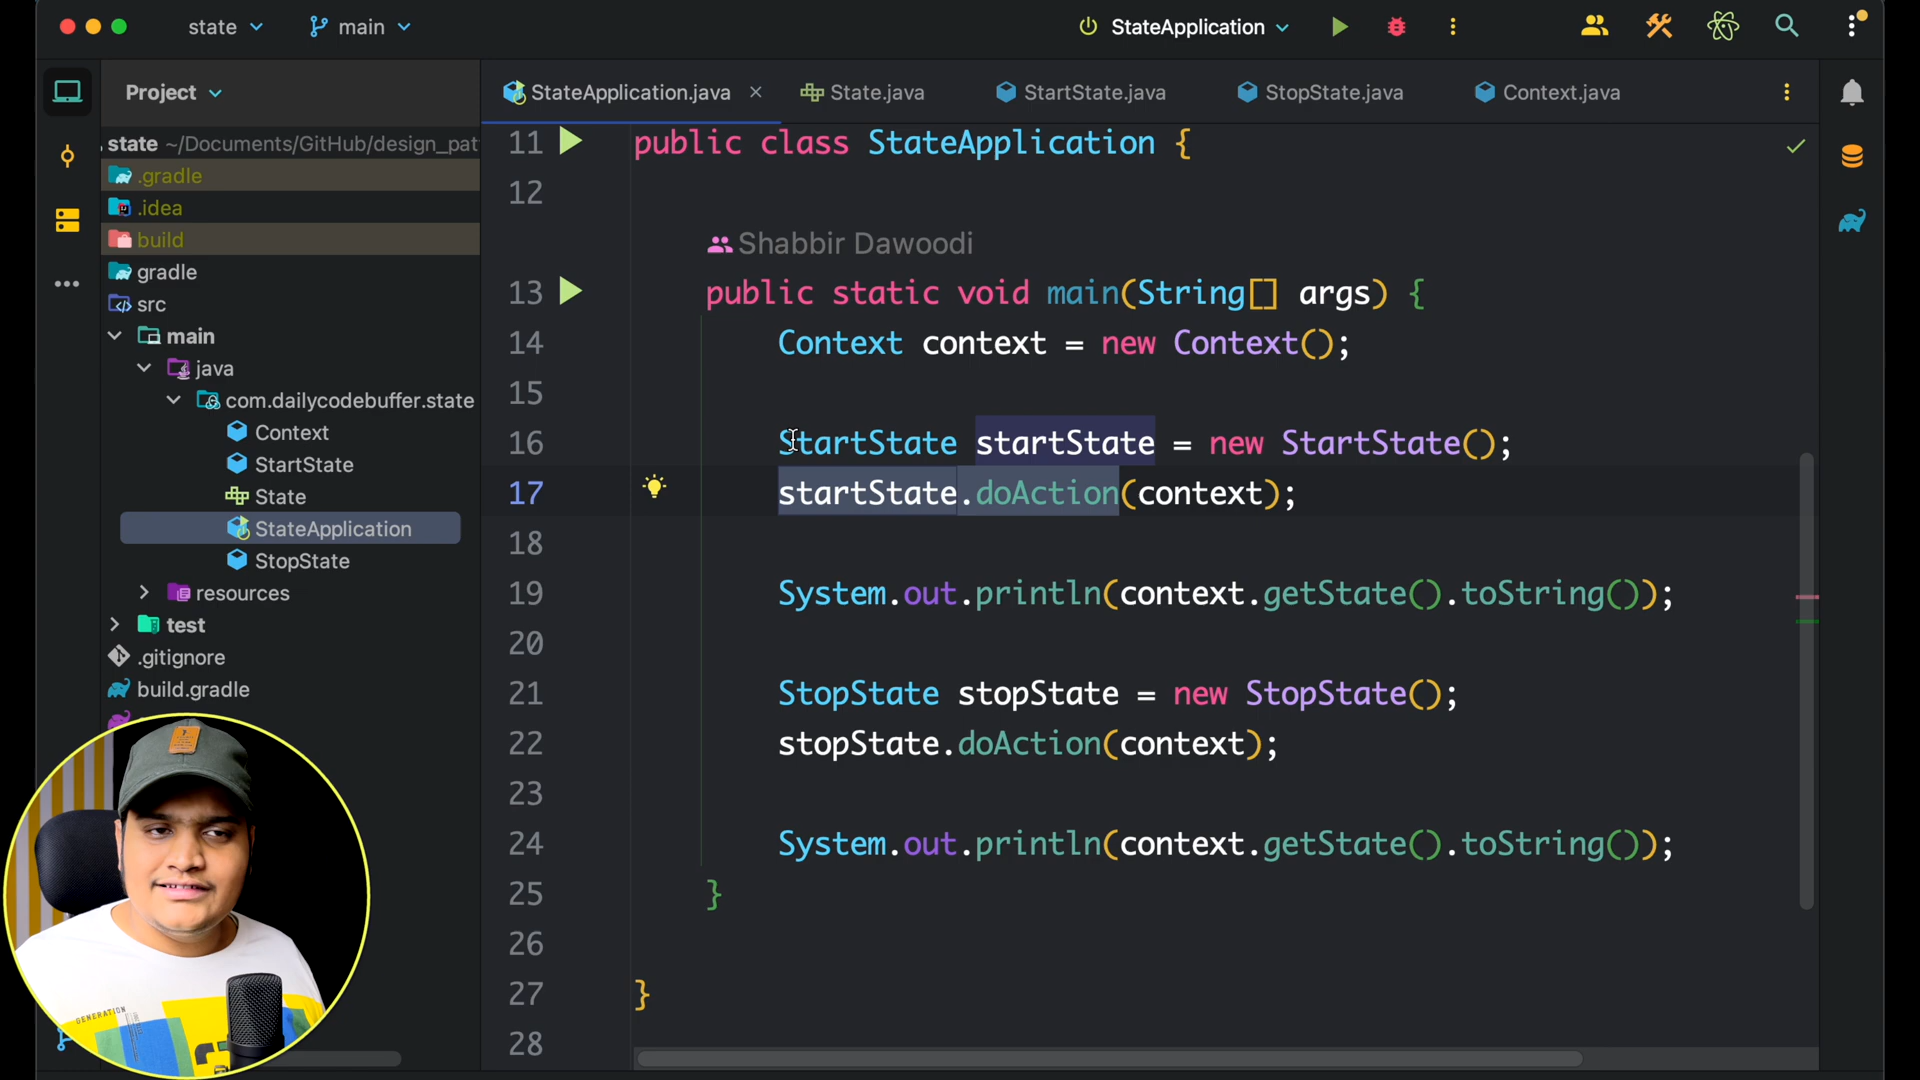 state
main
StateApplication
Project
StateApplication.java
State.java
StartState.java
StopState.java
Context.java
state ~/Documents/GitHub/design_pat
.gradle
.idea
build
gradle
src
main
java
com.dailycodebuffer.state
Context
StartState
State
StateApplication
StopState
resources
test
.gitignore
build.gradle
11 public class StateApplication {
12
Shabbir Dawoodi
13 public static void main(String[] args) {
14 Context context = new Context();
15
16 StartState startState = new StartState();
17 startState.doAction(context);
18
19 System.out.println(context.getState().toString());
20
21 StopState stopState = new StopState();
22 stopState.doAction(context);
23
24 System.out.println(context.getState().toString());
25 }
26
27 }
28
GENERATION